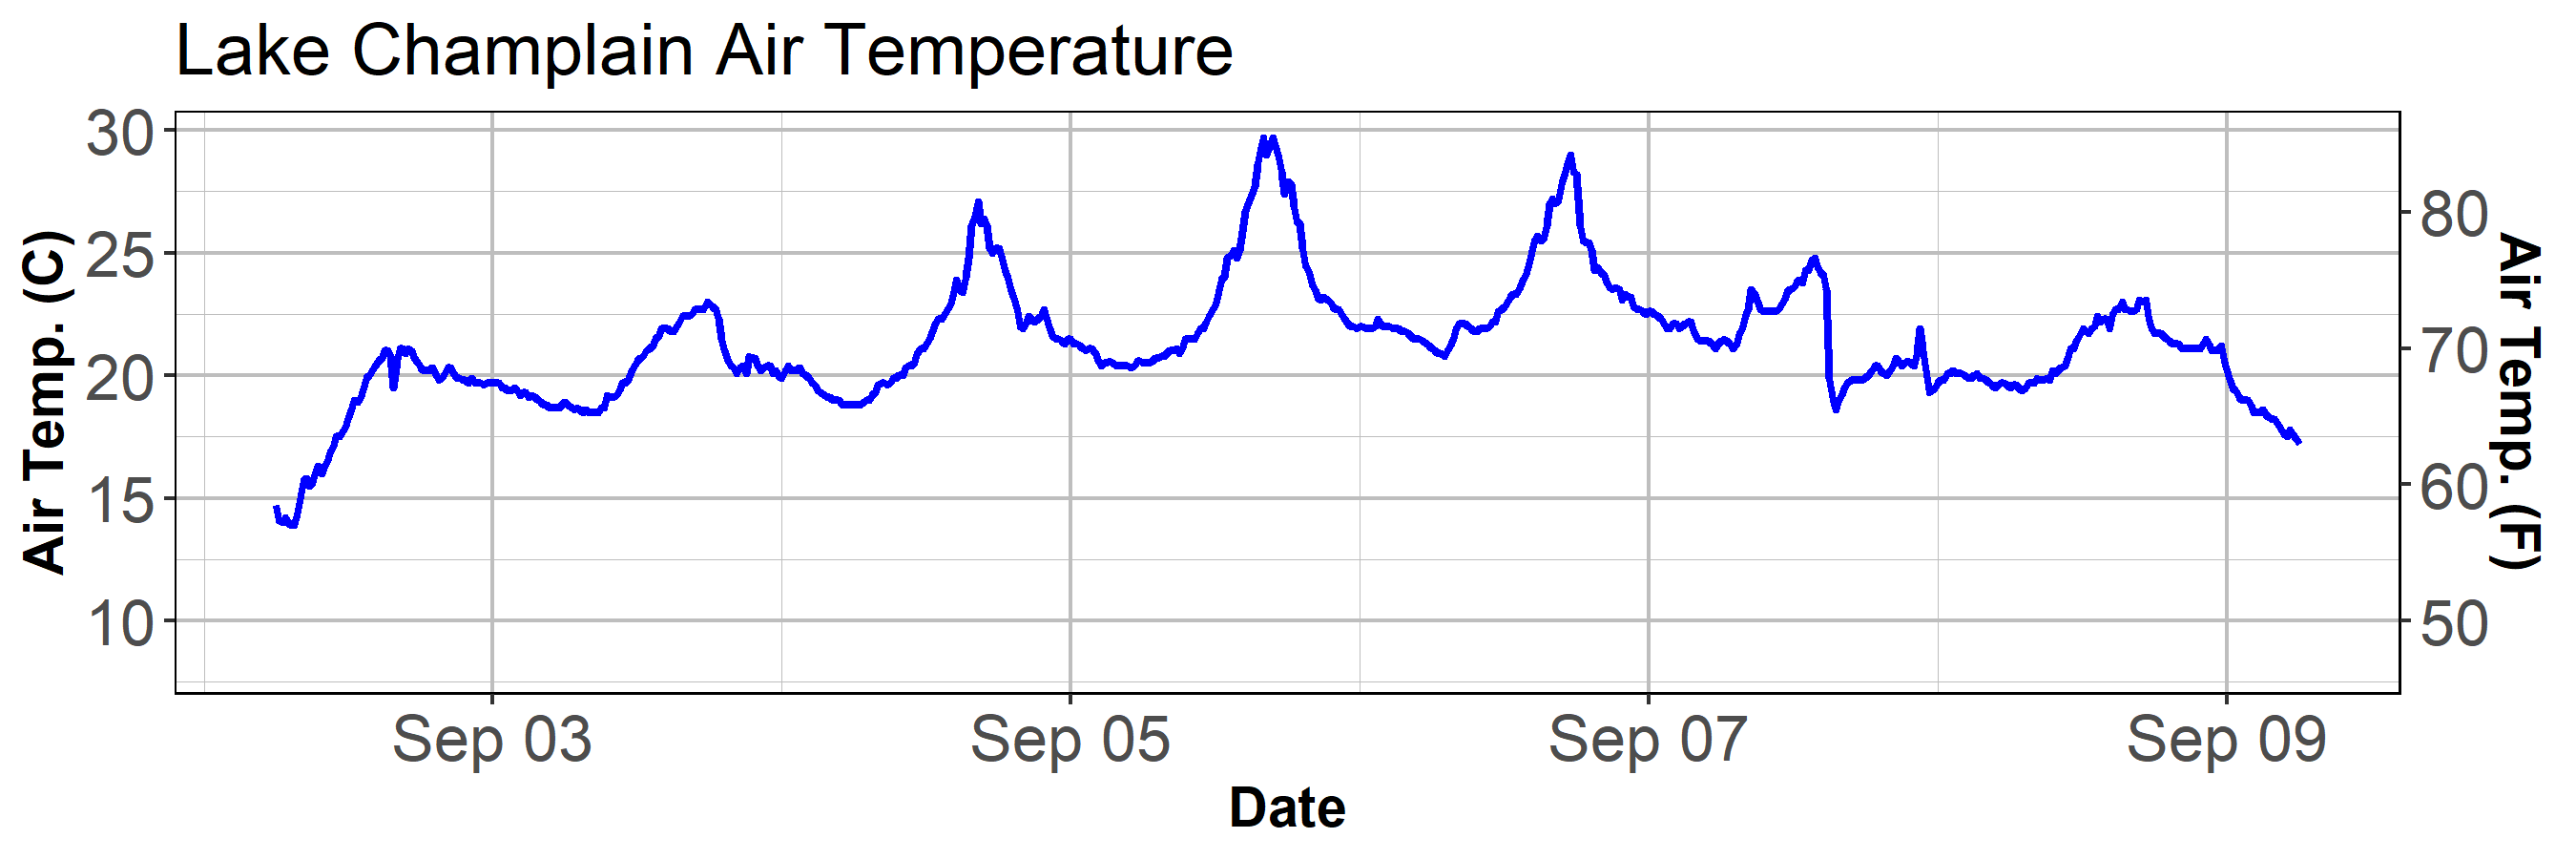 Lake Champlain Air Temperature
30
25
20
15
10
Air Temp. (C)
80
70
60
50
Air Temp. (F)
Sep 03
Sep 05
Sep 07
Sep 09
Date